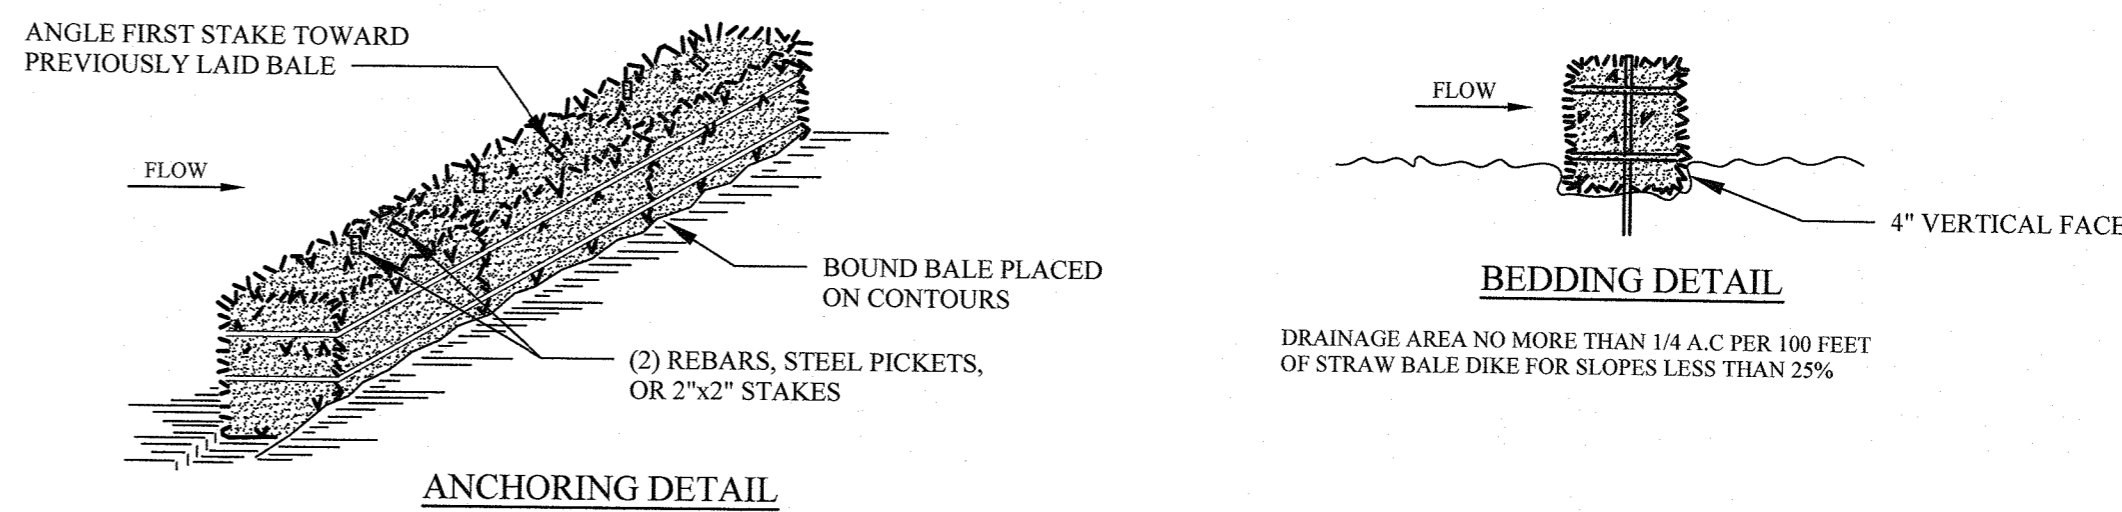 ANGLE FIRST STAKE TOWARD
PREVIOUSLY LAID BALE
FLOW
BOUND BALE PLACED
ON CONTOURS
(2) REBARS, STEEL PICKETS,
OR 2"x2" STAKES
ANCHORING DETAIL
FLOW
4" VERTICAL FACE
BEDDING DETAIL
DRAINAGE AREA NO MORE THAN 1/4 A.C PER 100 FEET
OF STRAW BALE DIKE FOR SLOPES LESS THAN 25%